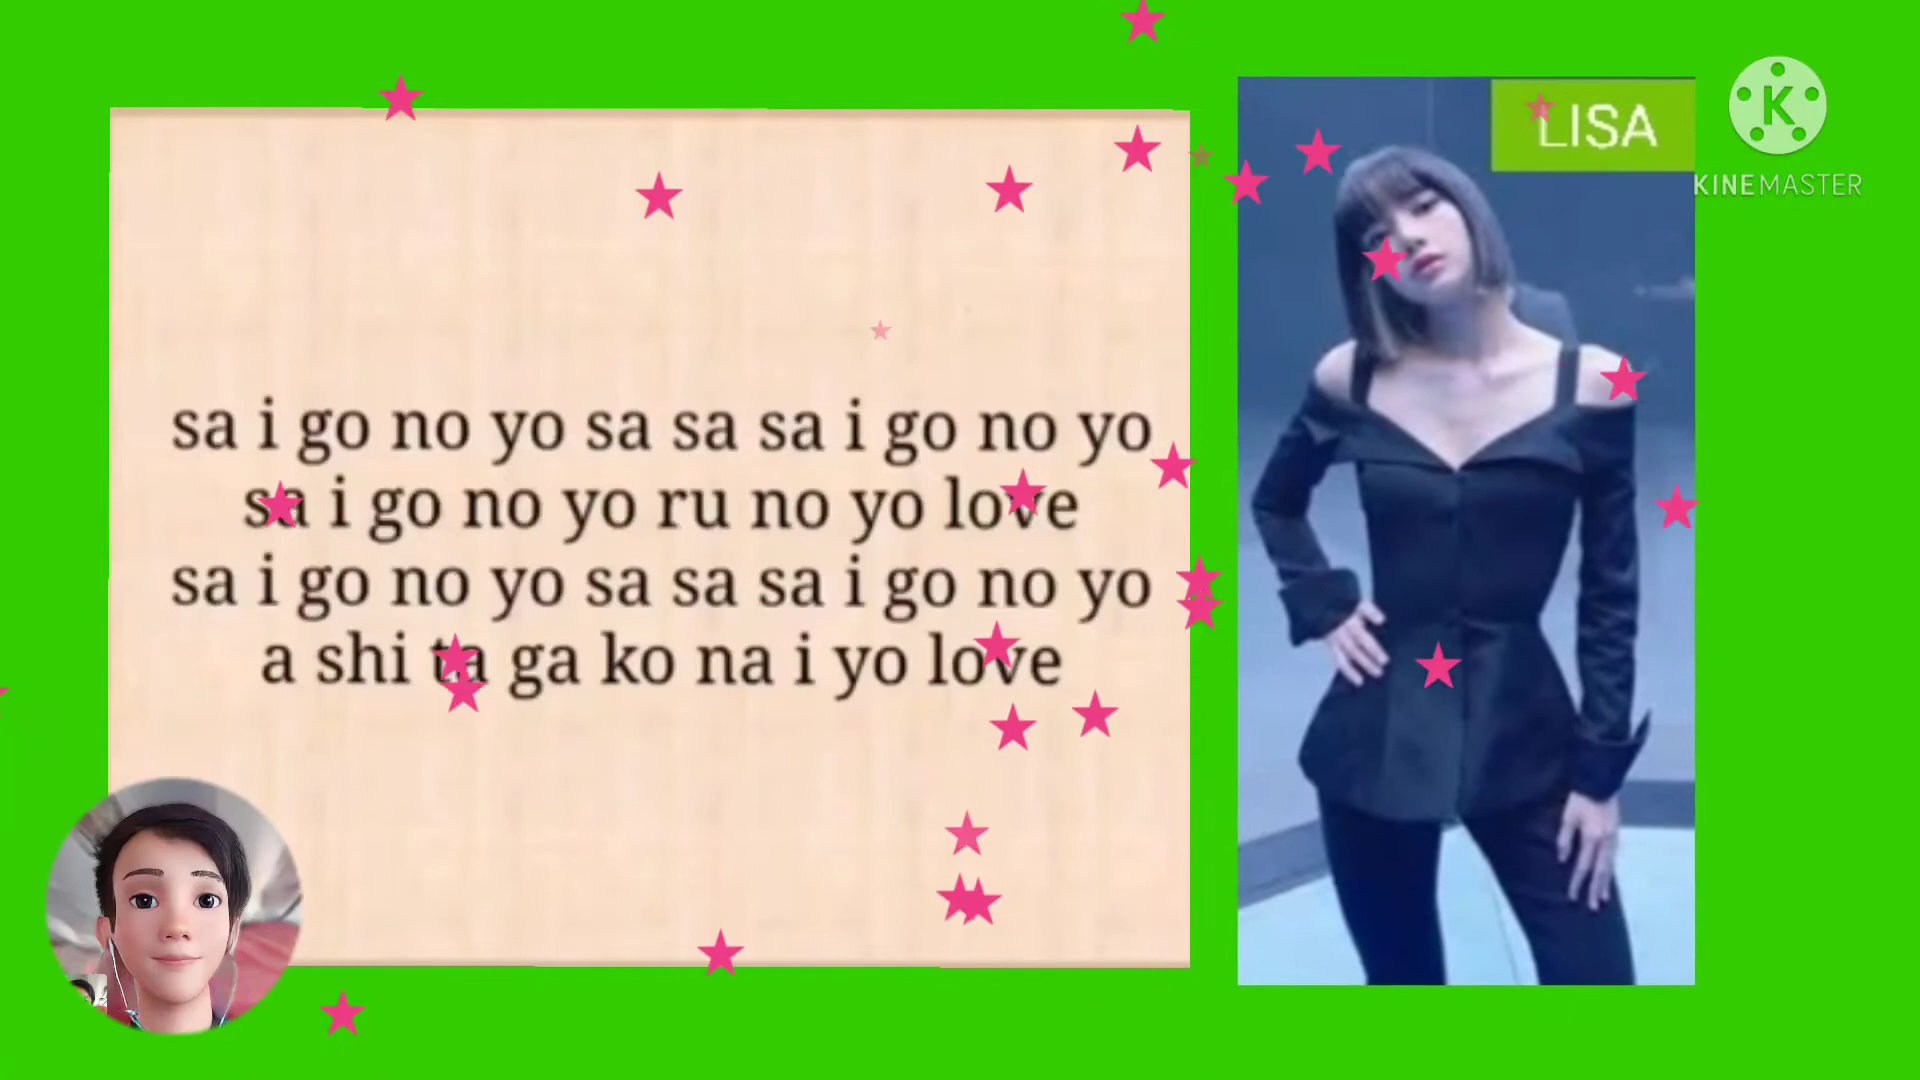 sa i go no yo sa sa sa i go no yo
sa i go no yo ru no yo love
sa i go no yo sa sa sa i go no yo
a shi ta ga ko na i yo love
LISA
K
KINEMASTER